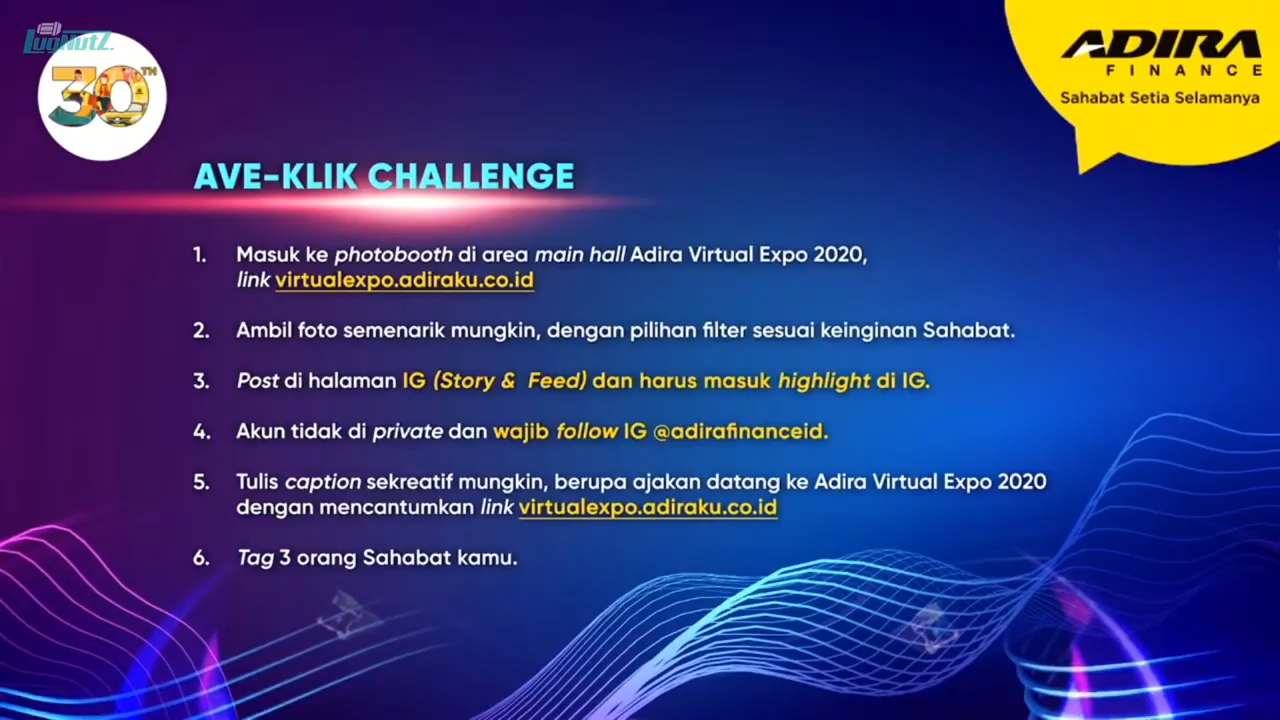 LugNutZ.
30TH
ADIRA
FINANCE
Sahabat Setia Selamanya
AVE-KLIK CHALLENGE
1. Masuk ke photobooth di area main hall Adira Virtual Expo 2020,
link virtualexpo.adiraku.co.id
2. Ambil foto semenarik mungkin, dengan pilihan filter sesuai keinginan Sahabat.
3. Post di halaman IG (Story & Feed) dan harus masuk highlight di IG.
4. Akun tidak di private dan wajib follow IG @adirafinanceid.
5. Tulis caption sekreatif mungkin, berupa ajakan datang ke Adira Virtual Expo 2020
dengan mencantumkan link virtualexpo.adiraku.co.id
6. Tag 3 orang Sahabat kamu.